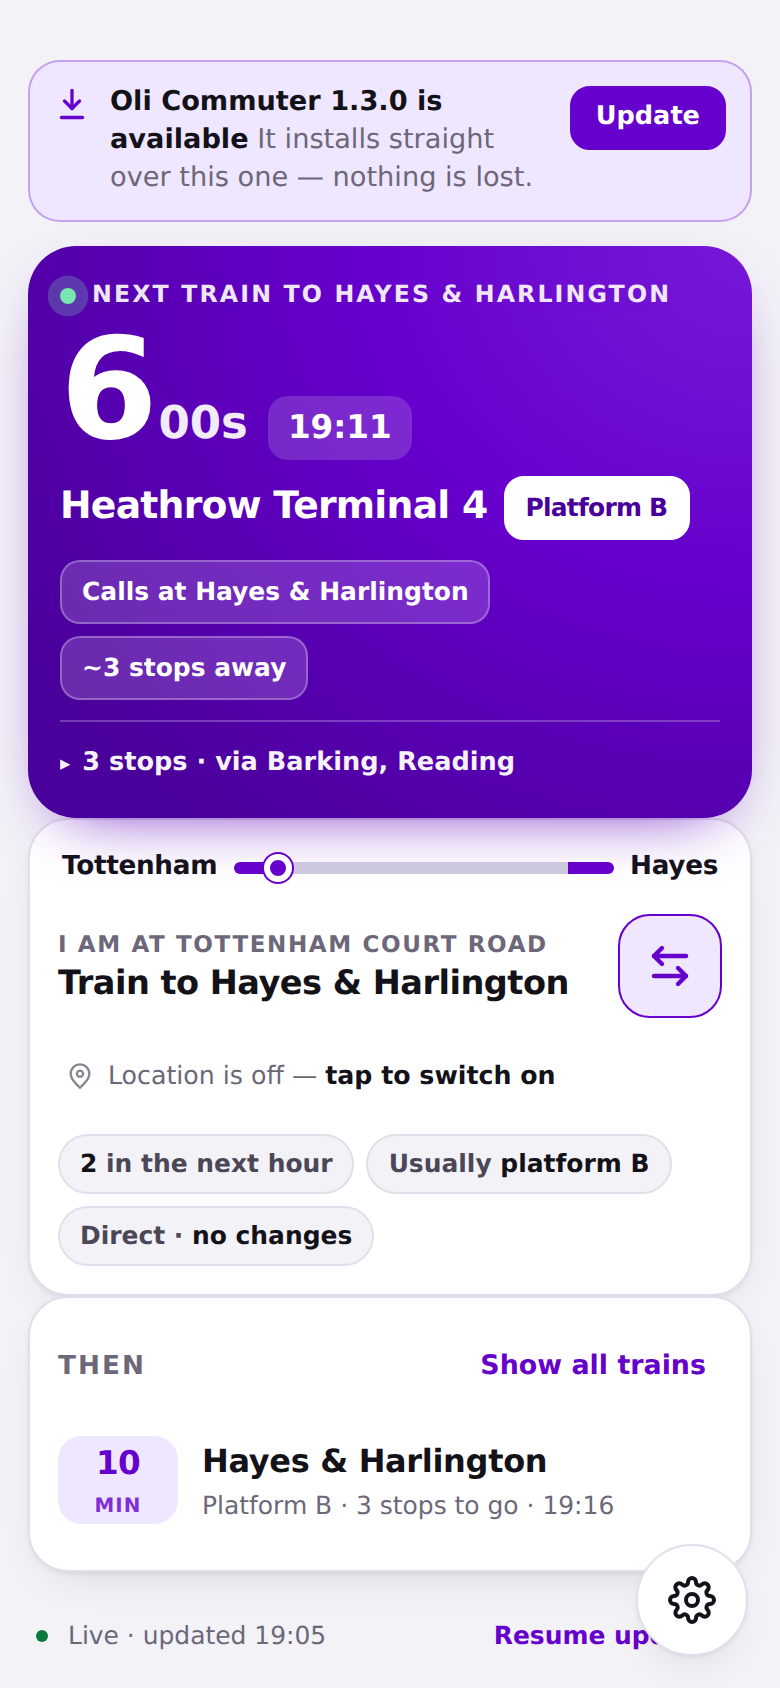 Oli Commuter 1.3.0 is
available It installs straight
over this one — nothing is lost.
Update
NEXT TRAIN TO HAYES & HARLINGTON
6 00s 19:11
Heathrow Terminal 4 Platform B
Calls at Hayes & Harlington
~3 stops away
▸ 3 stops · via Barking, Reading
Tottenham Hayes
I AM AT TOTTENHAM COURT ROAD
Train to Hayes & Harlington
Location is off — tap to switch on
2 in the next hour Usually platform B
Direct · no changes
THEN Show all trains
10
MIN
Hayes & Harlington
Platform B · 3 stops to go · 19:16
Live · updated 19:05 Resume